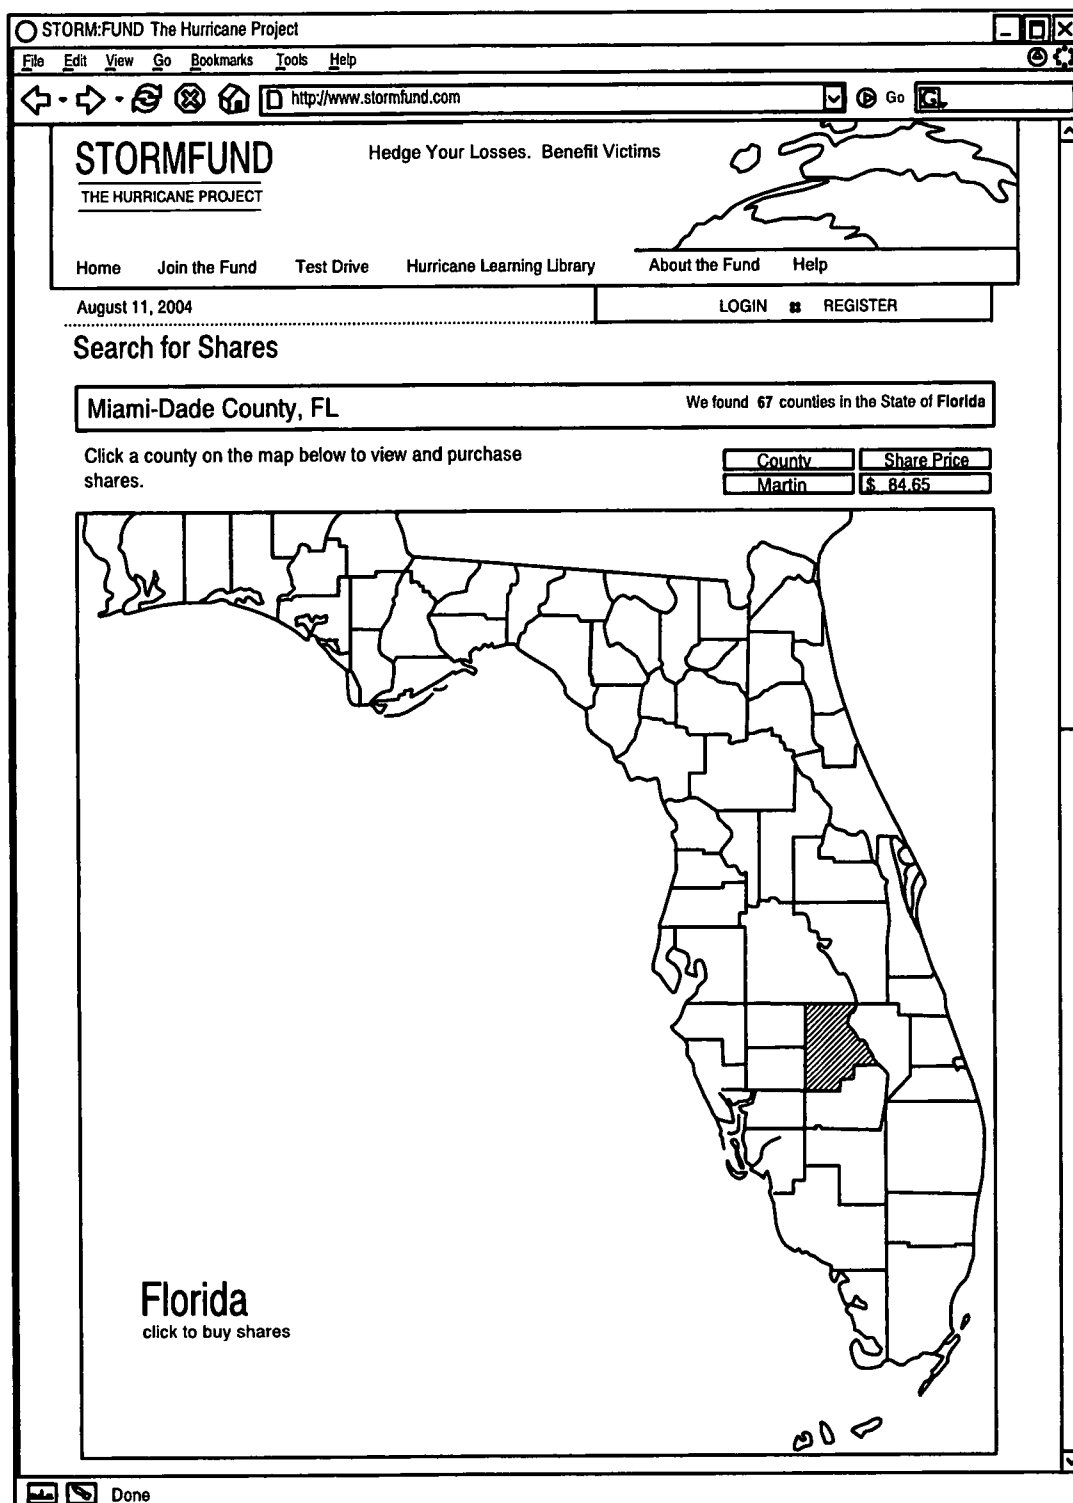 STORM:FUND The Hurricane Project
File Edit View Go Bookmarks Tools Help
http://www.stormfund.com Go G
STORMFUND
Hedge Your Losses. Benefit Victims
THE HURRICANE PROJECT
Home Join the Fund Test Drive Hurricane Learning Library About the Fund Help
August 11, 2004 LOGIN REGISTER
Search for Shares
Miami-Dade County, FL We found 67 counties in the State of Florida
Click a county on the map below to view and purchase
shares.
County Share Price
Martin $ 84.65
Florida
click to buy shares
Done